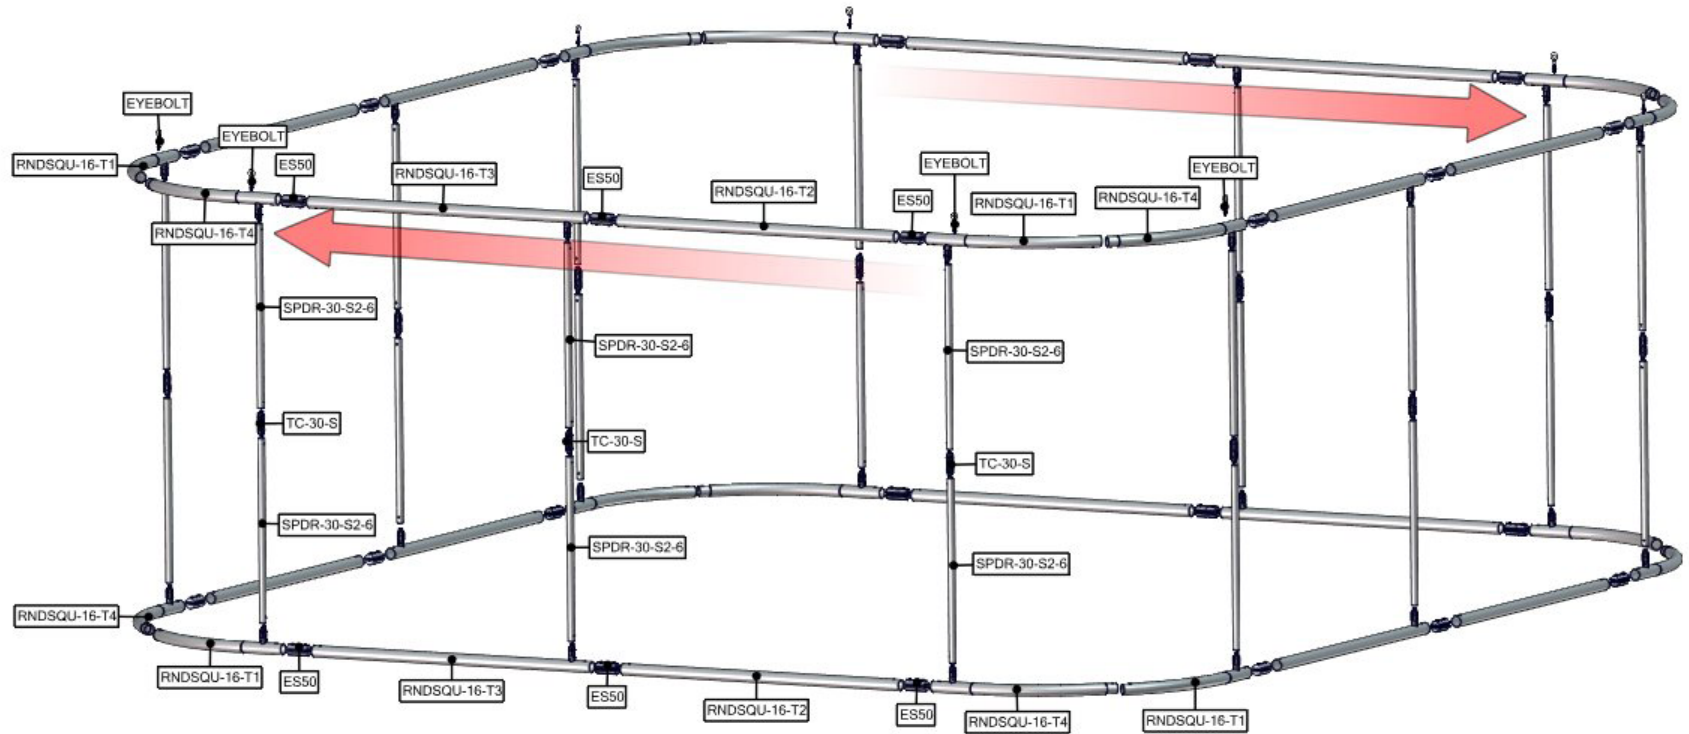 EYEBOLT
EYEBOLT
RNDSQU-16-T1
ES50
RNDSQU-16-T3
ES50
RNDSQU-16-T2
EYEBOLT
EYEBOLT
ES50
RNDSQU-16-T1
RNDSQU-16-T4
RNDSQU-16-T4
SPDR-30-S2-6
SPDR-30-S2-6
SPDR-30-S2-6
TC-30-S
TC-30-S
TC-30-S
SPDR-30-S2-6
SPDR-30-S2-6
SPDR-30-S2-6
RNDSQU-16-T4
RNDSQU-16-T1
ES50
RNDSQU-16-T3
ES50
RNDSQU-16-T2
ES50
RNDSQU-16-T4
RNDSQU-16-T1